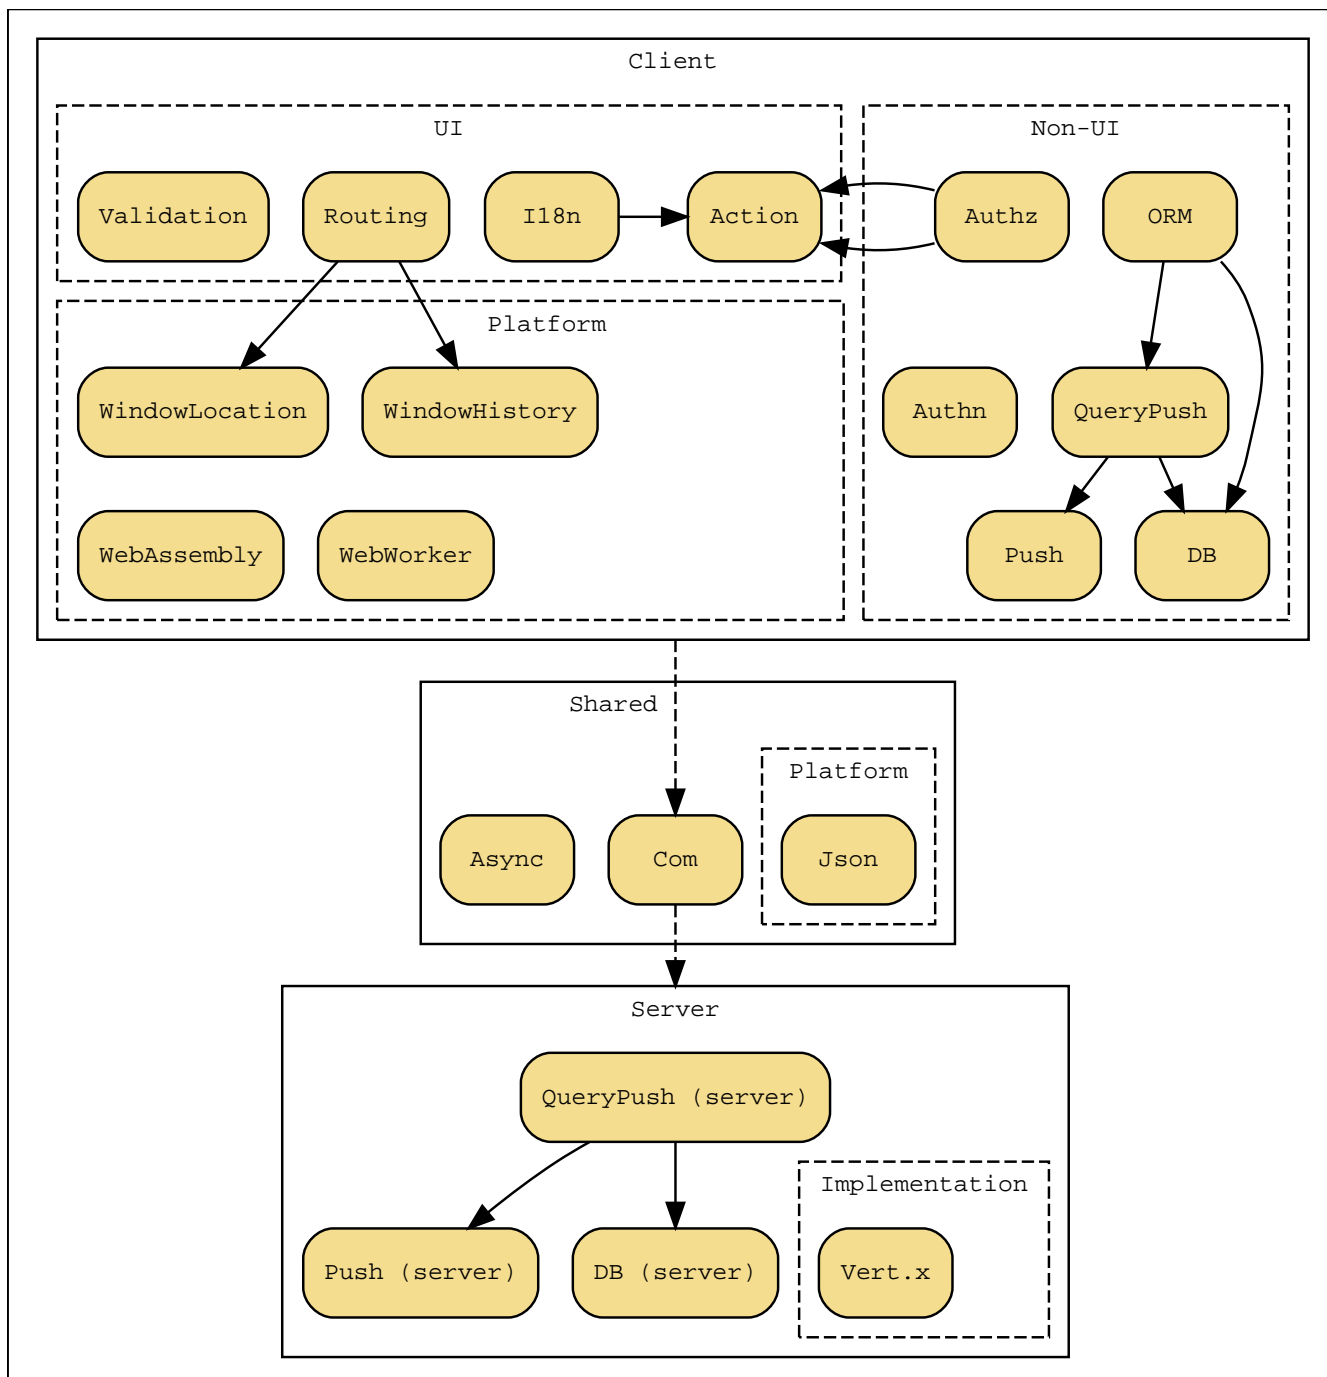 Client
UI
Non-UI
Validation
Routing
I18n
Action
Authz
ORM
Platform
WindowLocation
WindowHistory
Authn
QueryPush
WebAssembly
WebWorker
Push
DB
Shared
Platform
Async
Com
Json
Server
QueryPush (server)
Implementation
Push (server)
DB (server)
Vert.x